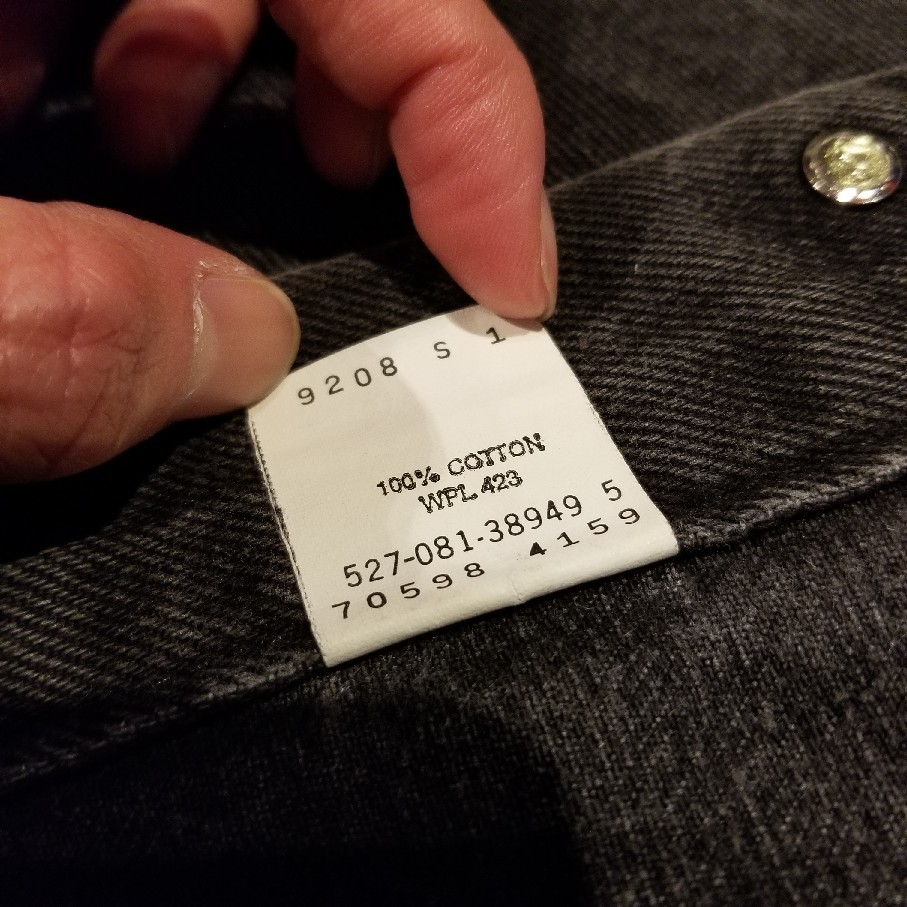 9208 S 1
100% COTTON
WPL 423
527-081-38949 5
70598 4159